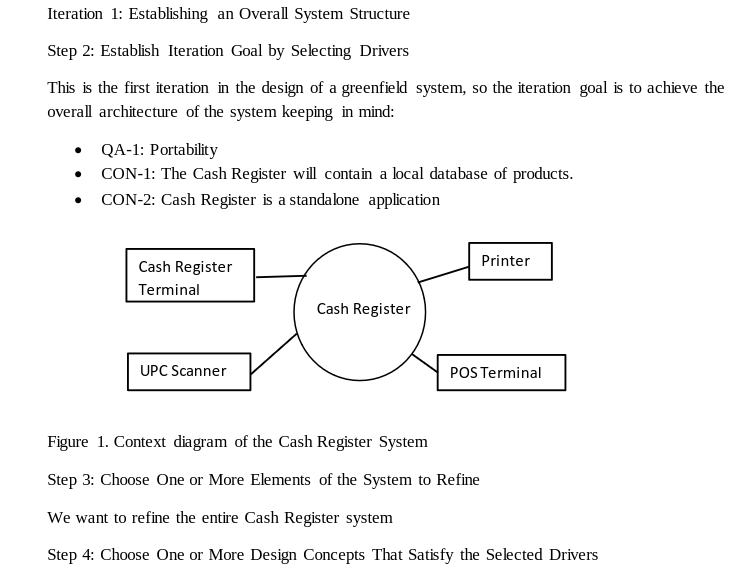 Iteration 1: Establishing an Overall System Structure
Step 2: Establish Iteration Goal by Selecting Drivers
This is the first iteration in the design of a greenfield system, so the iteration goal is to achieve the
overall architecture of the system keeping in mind:
• QA-1: Portability
• CON-1: The Cash Register will contain a local database of products.
• CON-2: Cash Register is a standalone application
Cash Register
Terminal
Printer
Cash Register
UPC Scanner
POS Terminal
Figure 1. Context diagram of the Cash Register System
Step 3: Choose One or More Elements of the System to Refine
We want to refine the entire Cash Register system
Step 4: Choose One or More Design Concepts That Satisfy the Selected Drivers